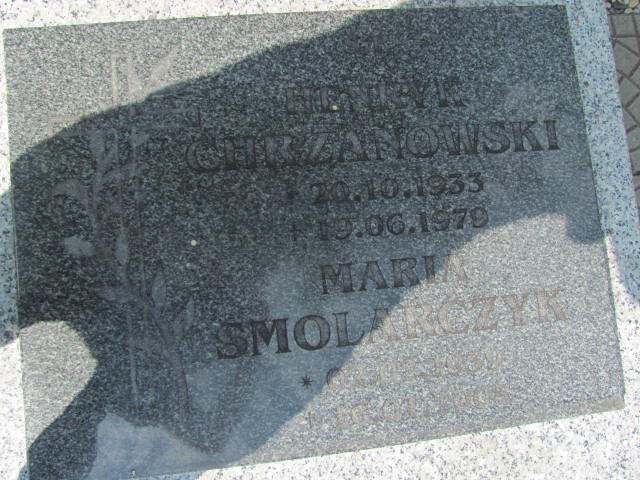 HENRYK
CHRZANOWSKI
* 20.10.1933
+ 19.06.1979
MARIA
SMOLARCZYK